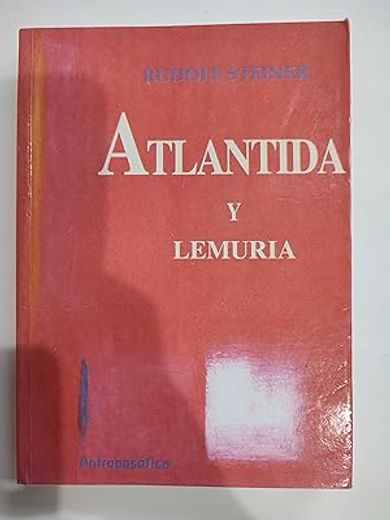 RUDOLF STEINER
ATLANTIDA
Y
LEMURIA
Antroposófica